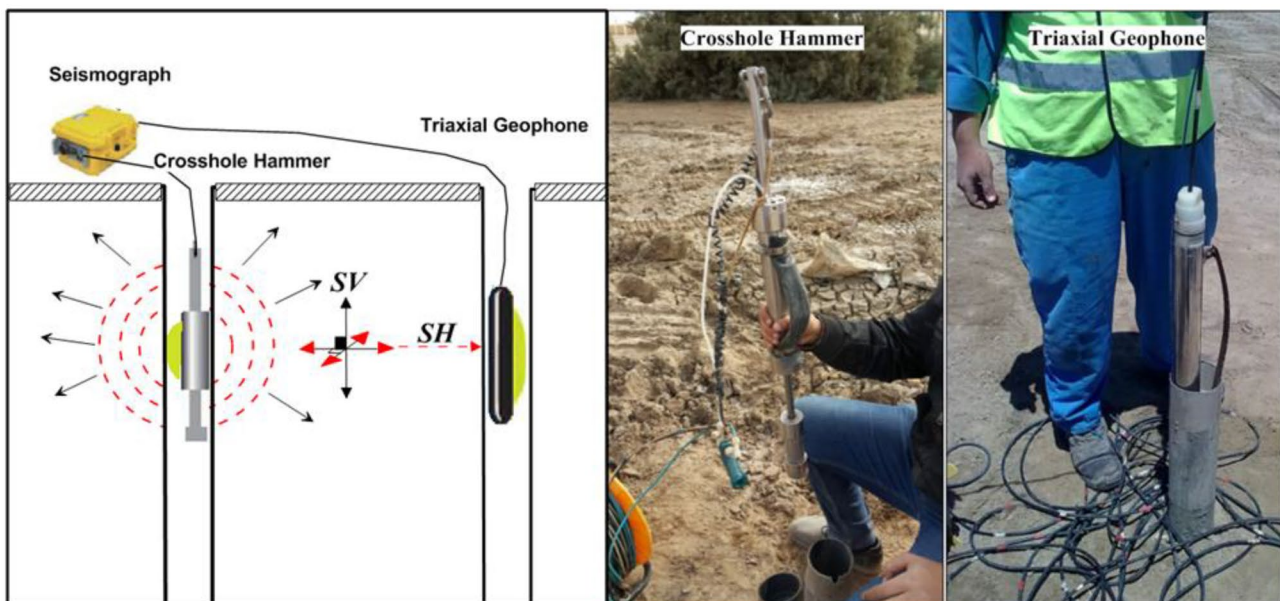 Seismograph
Crosshole Hammer
Triaxial Geophone
SV
SH
Crosshole Hammer
Triaxial Geophone